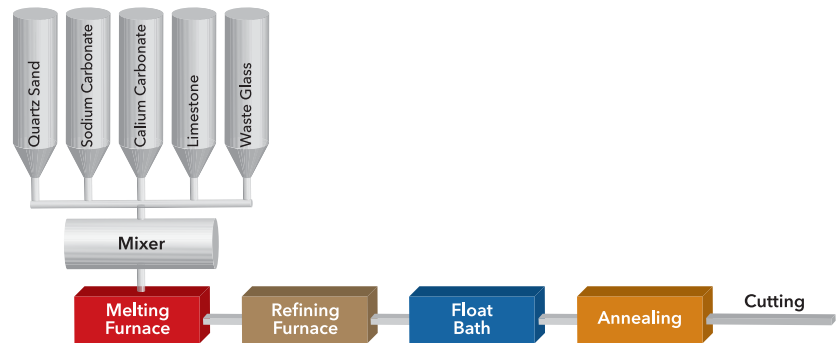 Quartz Sand
Sodium Carbonate
Calium Carbonate
Limestone
Waste Glass
Mixer
Melting
Furnace
Refining
Furnace
Float
Bath
Annealing
Cutting